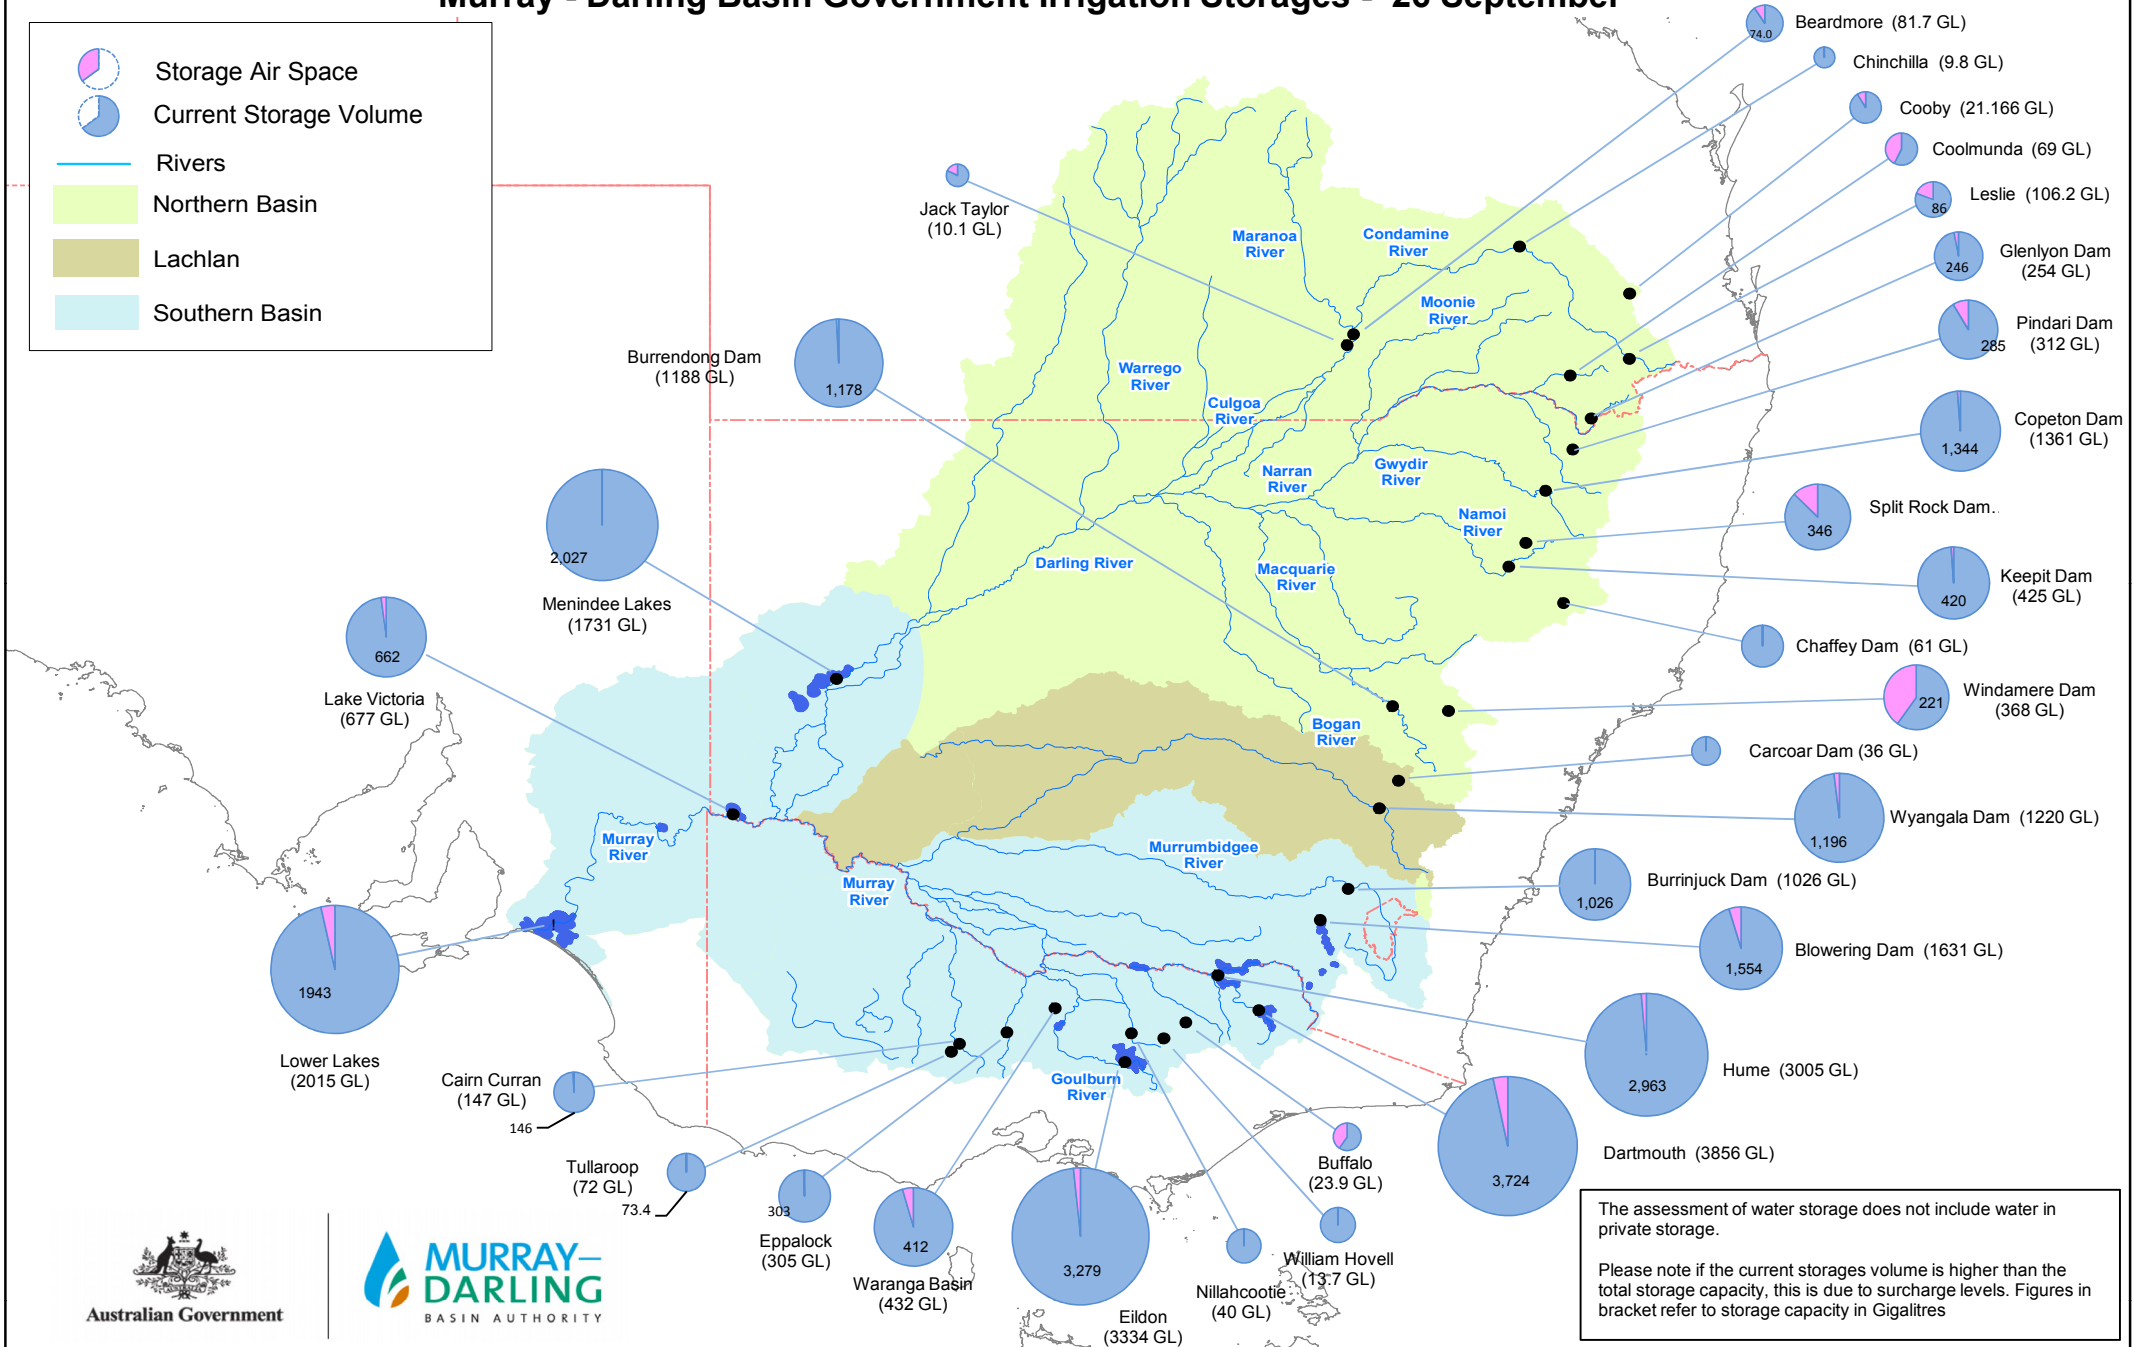 Murray - Darling Basin Government Irrigation Storages - 26 September
Storage Air Space
Current Storage Volume
Rivers
Northern Basin
Lachlan
Southern Basin
Beardmore (81.7 GL)
74.0
Chinchilla (9.8 GL)
Cooby (21.166 GL)
Coolmunda (69 GL)
Leslie (106.2 GL)
86
Glenlyon Dam
(254 GL)
246
Pindari Dam
(312 GL)
285
Copeton Dam
(1361 GL)
1,344
Split Rock Dam..
346
Keepit Dam
(425 GL)
420
Chaffey Dam (61 GL)
Windamere Dam
(368 GL)
221
Carcoar Dam (36 GL)
Wyangala Dam (1220 GL)
1,196
Burrinjuck Dam (1026 GL)
1,026
Blowering Dam (1631 GL)
1,554
Hume (3005 GL)
2,963
Dartmouth (3856 GL)
3,724
Jack Taylor
(10.1 GL)
Burrendong Dam
(1188 GL)
1,178
2,027
Menindee Lakes
(1731 GL)
662
Lake Victoria
(677 GL)
1943
Lower Lakes
(2015 GL)
Cairn Curran
(147 GL)
146
Tullaroop
(72 GL)
73.4
303
Eppalock
(305 GL)
412
Waranga Basin
(432 GL)
3,279
Eildon
(3334 GL)
Nillahcootie
(40 GL)
William Hovell
(13.7 GL)
Buffalo
(23.9 GL)
Maranoa
River
Condamine
River
Moonie
River
Warrego
River
Culgoa
River
Narran
River
Gwydir
River
Namoi
River
Darling River
Macquarie
River
Bogan
River
Murray
River
Murray
River
Murrumbidgee
River
Goulburn
River
Australian Government
MURRAY–
DARLING
BASIN AUTHORITY
The assessment of water storage does not include water in
private storage.
Please note if the current storages volume is higher than the
total storage capacity, this is due to surcharge levels. Figures in
bracket refer to storage capacity in Gigalitres